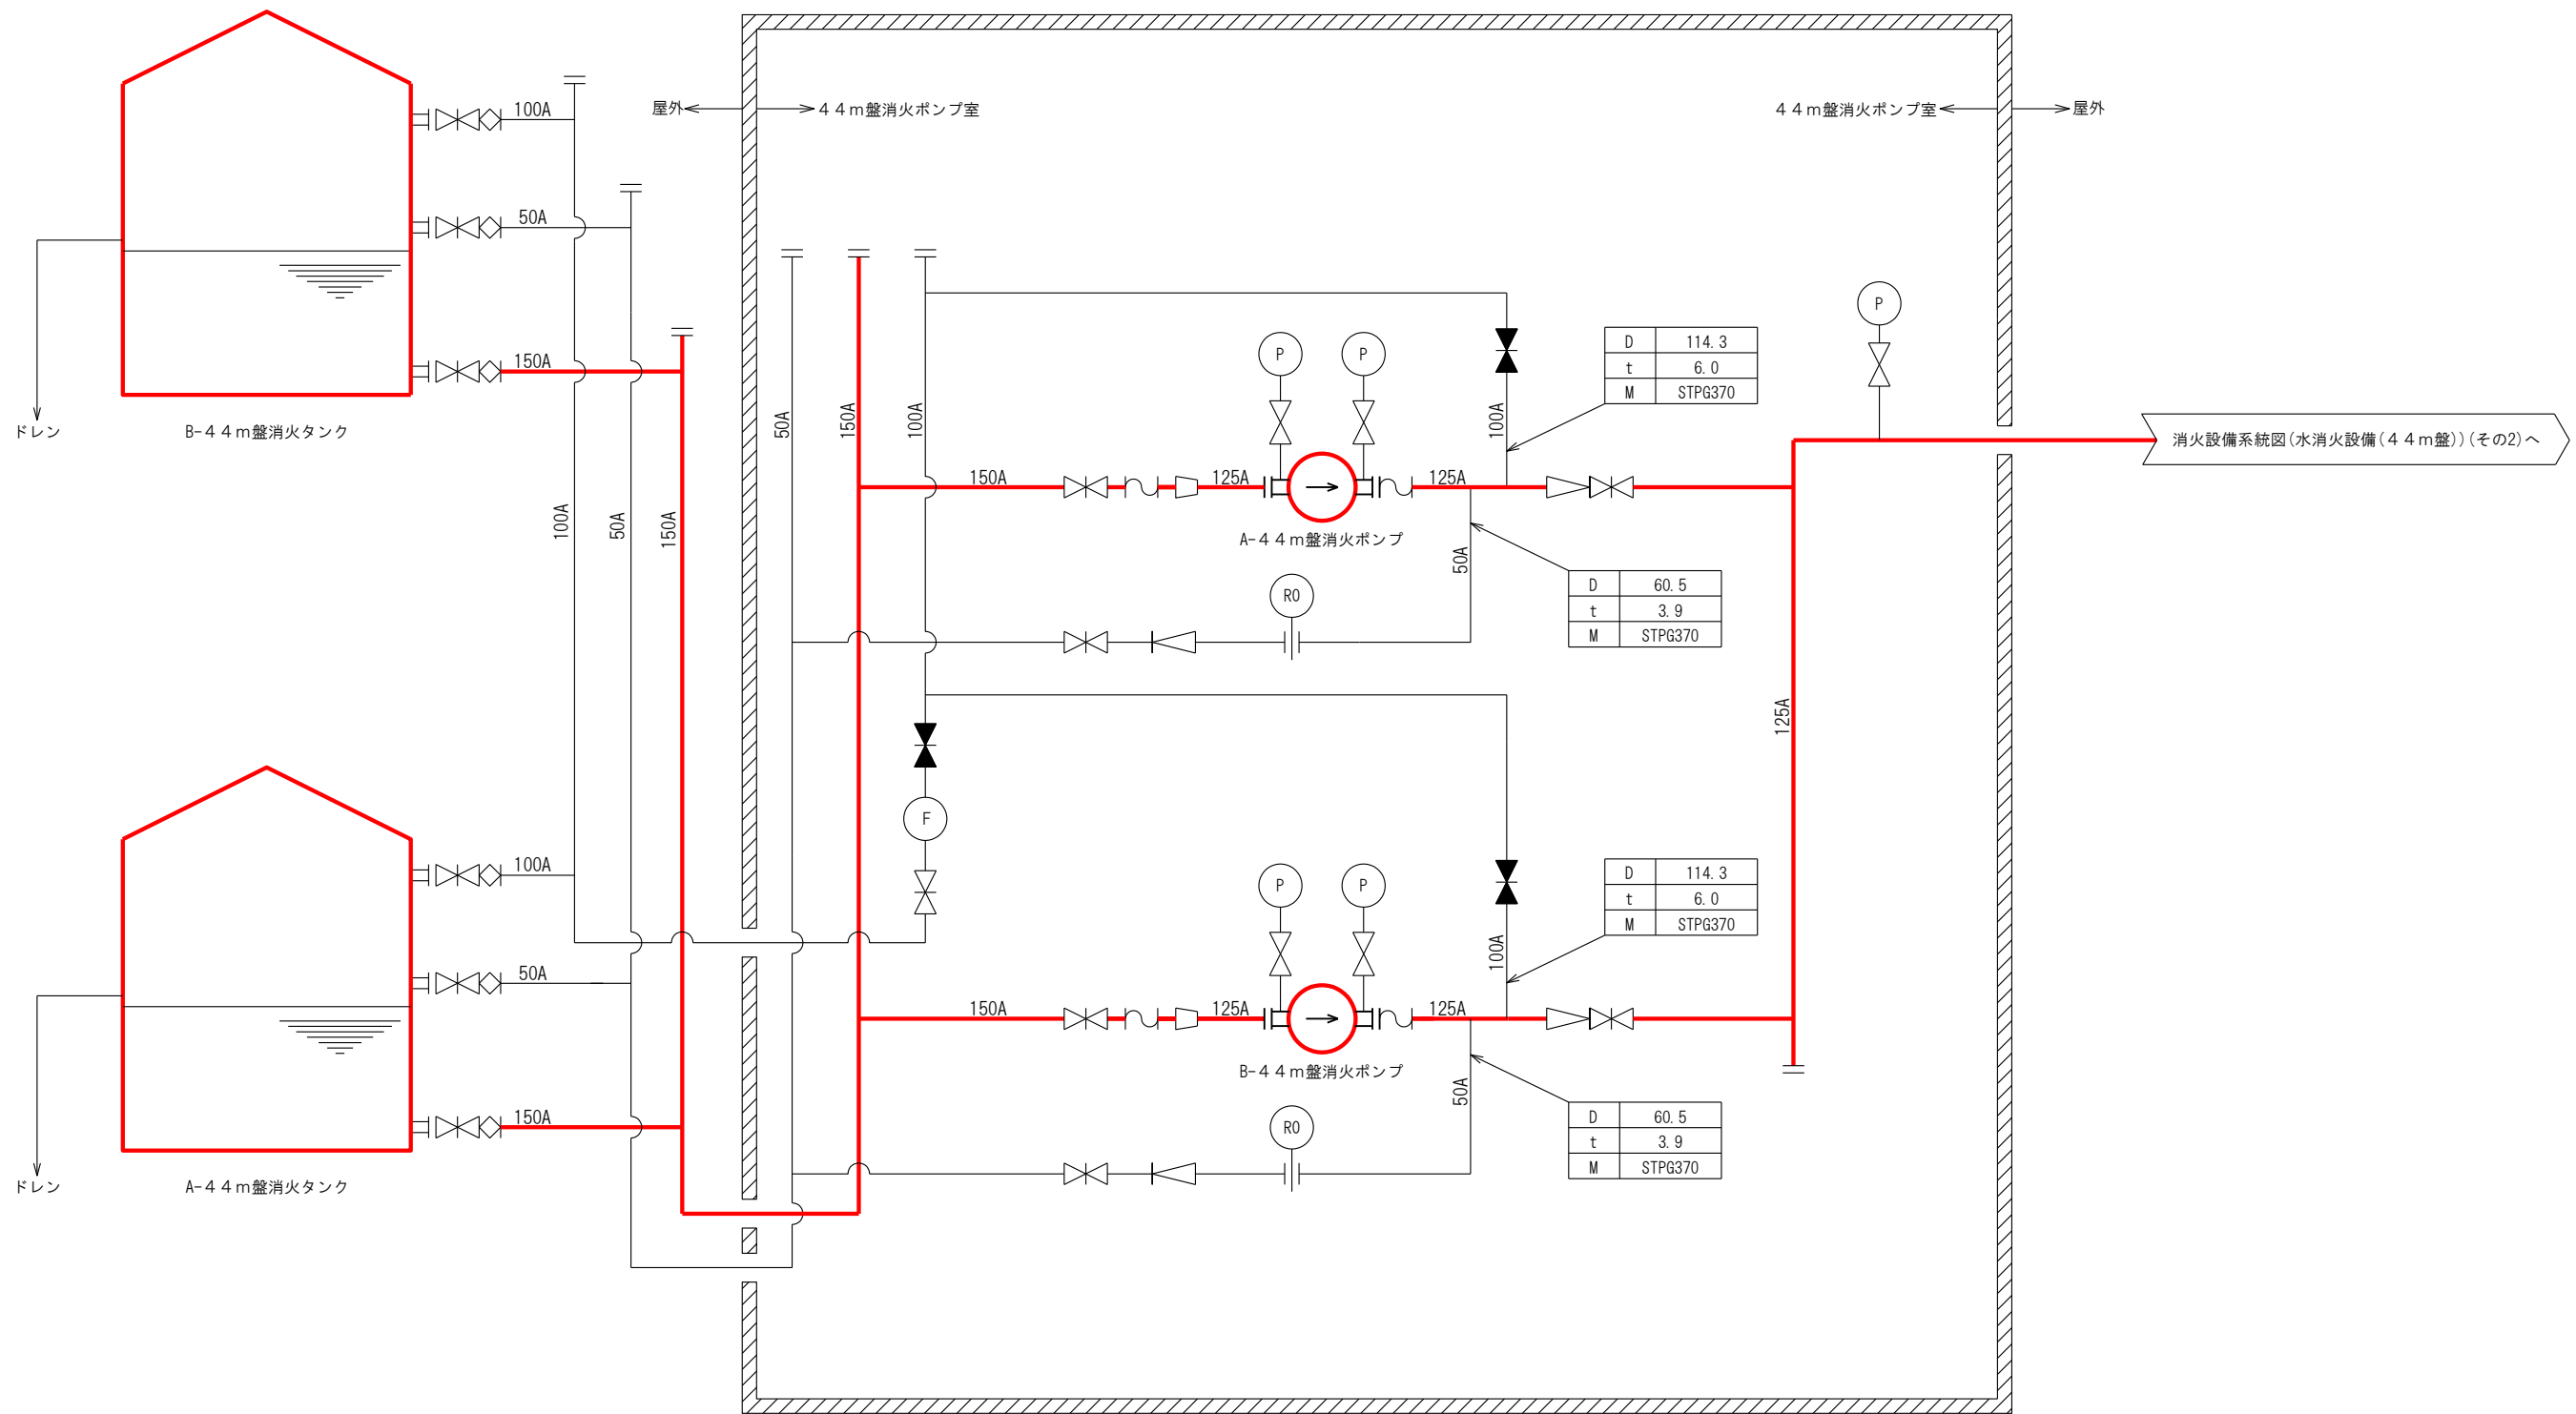 100A
屋外
44m盤消火ポンプ室
44m盤消火ポンプ室
屋外
50A
150A
ドレン
B-44m盤消火タンク
100A
50A
150A
50A
150A
100A
P
P
P
D 114.3
t 6.0
M STPG370
100A
消火設備系統図(水消火設備(44m盤))(その2)へ
150A
125A
125A
A-44m盤消火ポンプ
50A
D 60.5
t 3.9
M STPG370
RO
125A
F
100A
50A
150A
ドレン
A-44m盤消火タンク
P
P
D 114.3
t 6.0
M STPG370
100A
150A
125A
125A
B-44m盤消火ポンプ
50A
D 60.5
t 3.9
M STPG370
RO